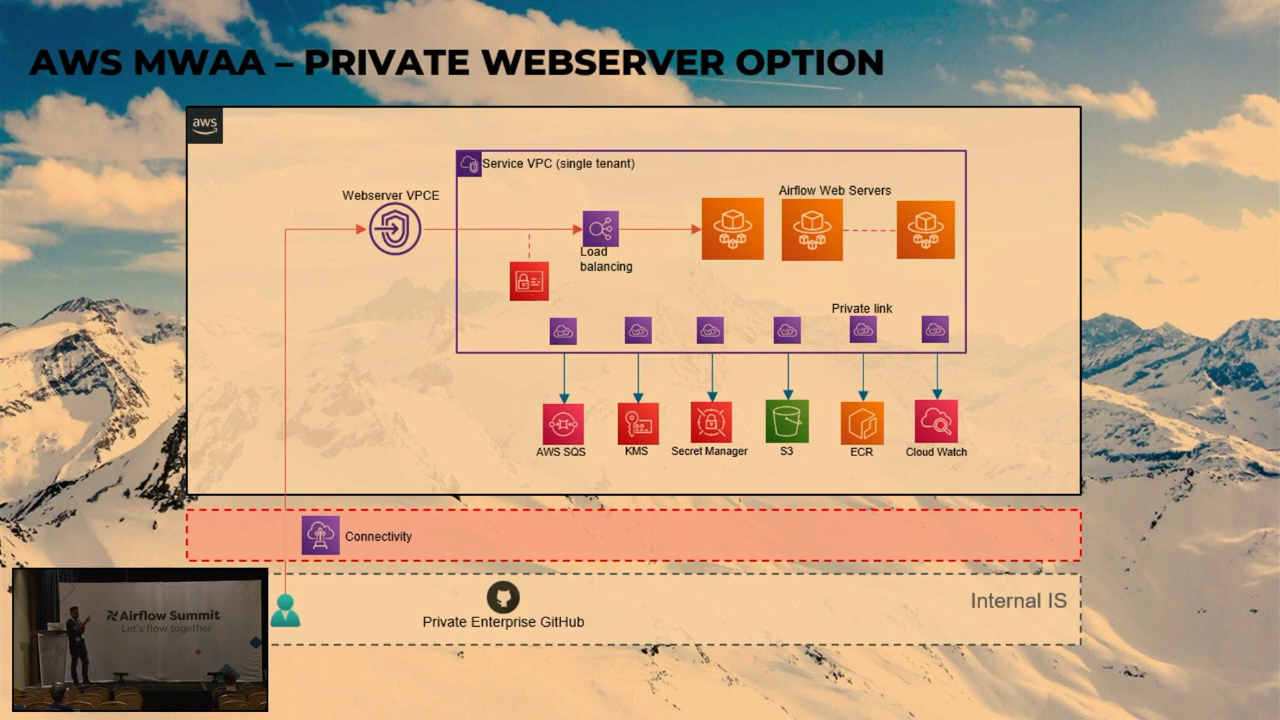 AWS MWAA – PRIVATE WEBSERVER OPTION
aws
Service VPC (single tenant)
Webserver VPCE
Airflow Web Servers
Load
balancing
Private link
AWS SQS
KMS
Secret Manager
S3
ECR
Cloud Watch
Connectivity
Internal IS
Private Enterprise GitHub
Airflow Summit
Let's flow together